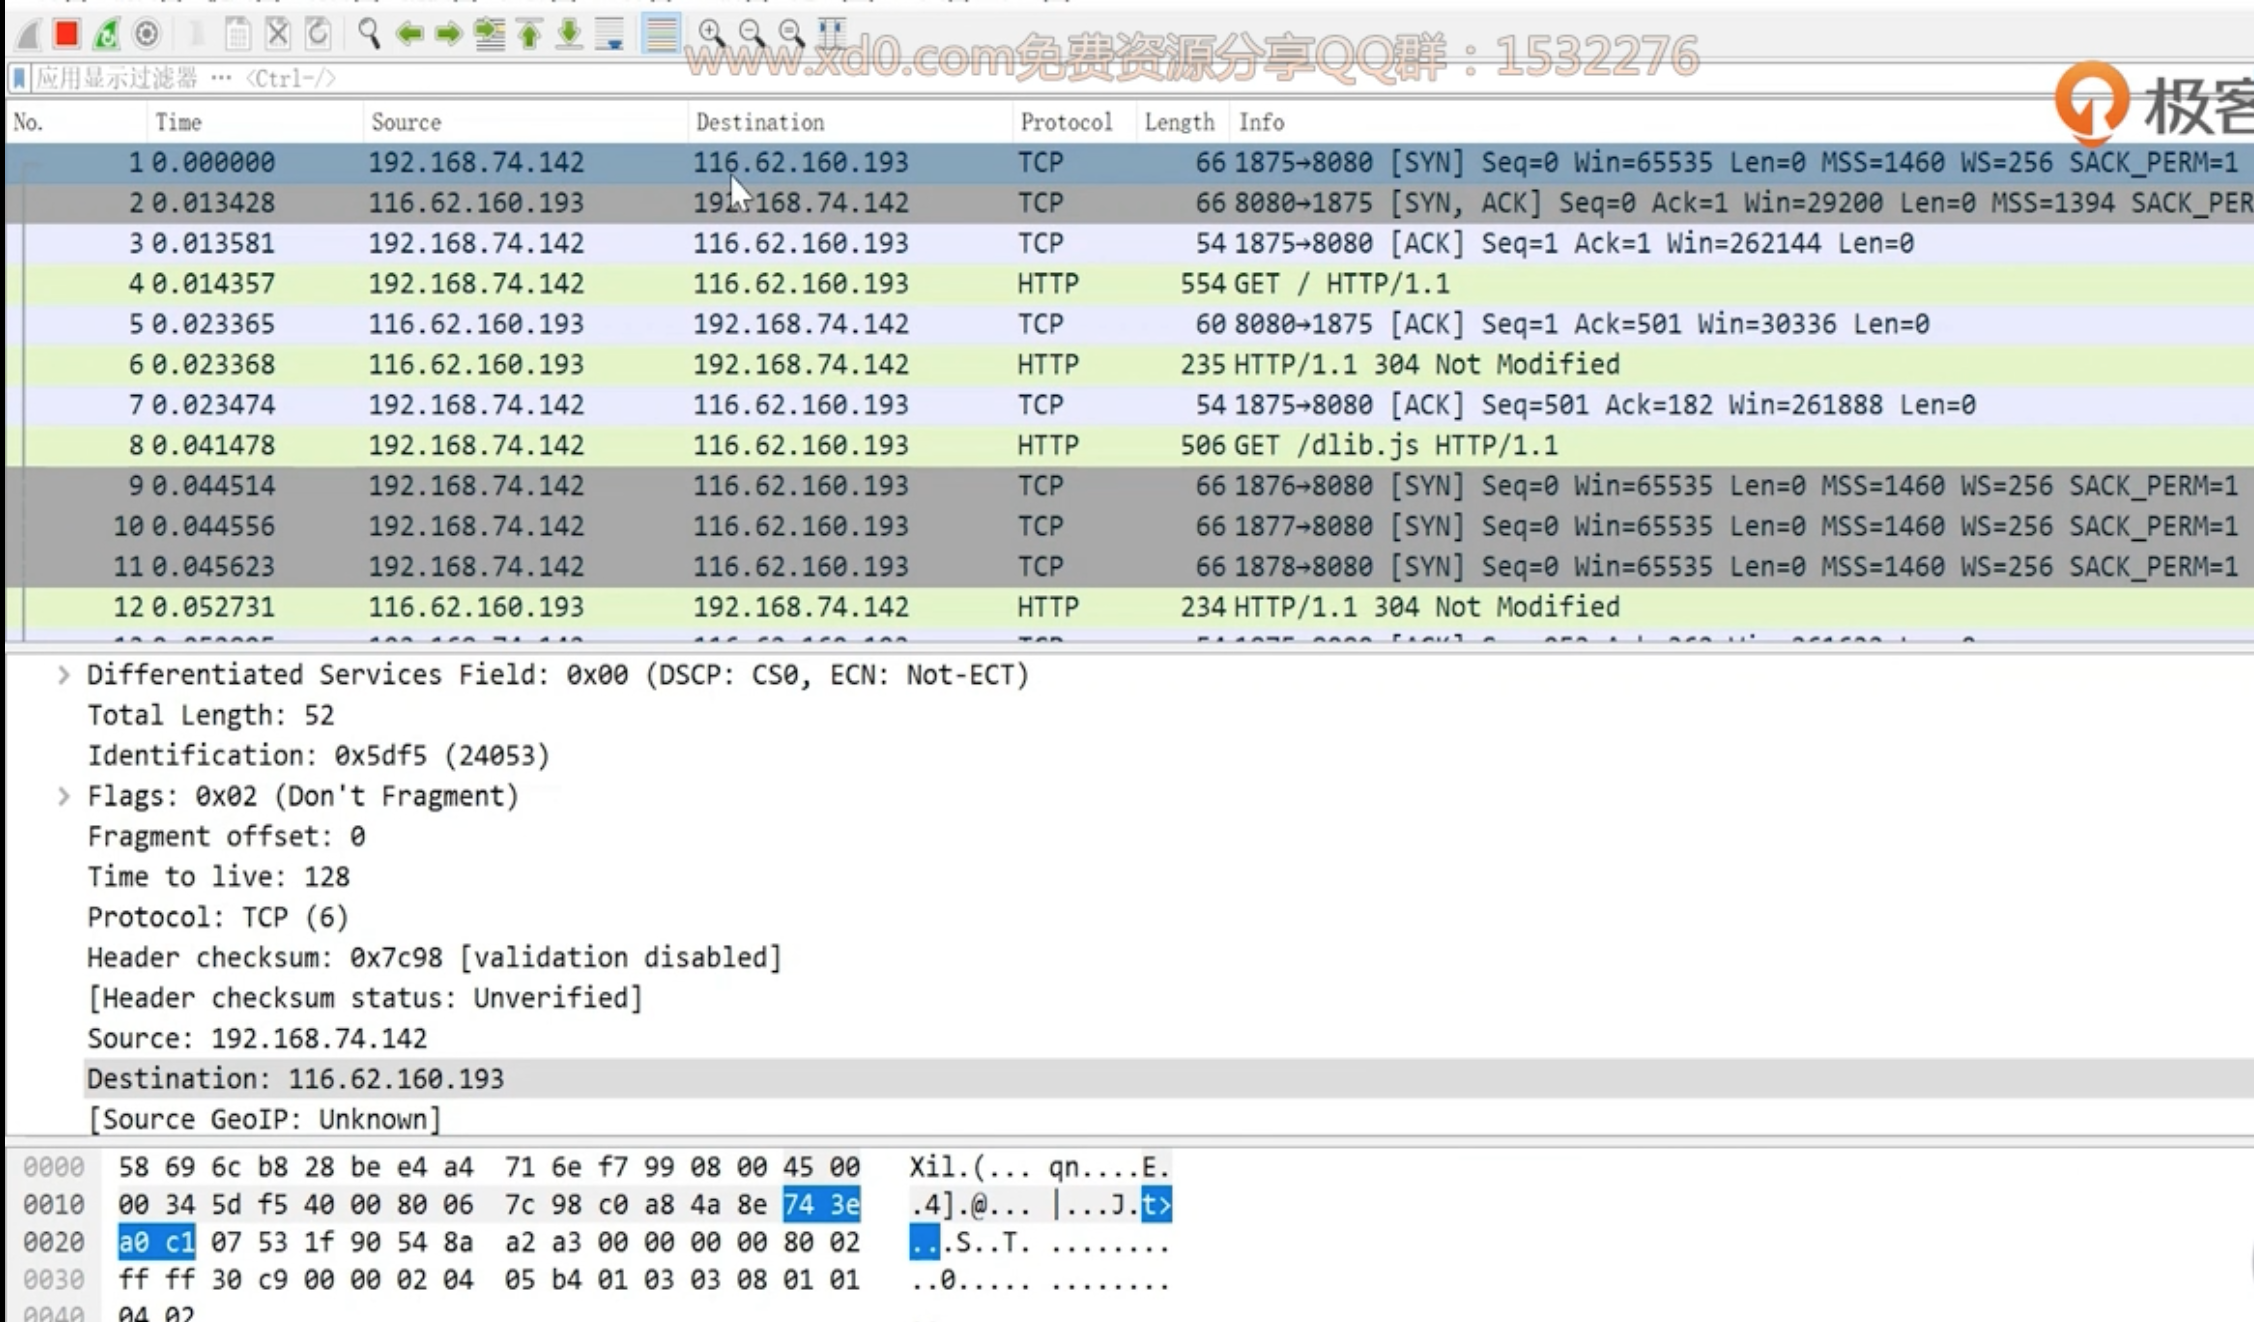 www.xd0.com免费资源分享QQ群：1532276
应用显示过滤器 … <Ctrl-/>
极客
No. Time Source Destination Protocol Length Info
1 0.000000 192.168.74.142 116.62.160.193 TCP 66 1875→8080 [SYN] Seq=0 Win=65535 Len=0 MSS=1460 WS=256 SACK_PERM=1
2 0.013428 116.62.160.193 192.168.74.142 TCP 66 8080→1875 [SYN, ACK] Seq=0 Ack=1 Win=29200 Len=0 MSS=1394 SACK_PER
3 0.013581 192.168.74.142 116.62.160.193 TCP 54 1875→8080 [ACK] Seq=1 Ack=1 Win=262144 Len=0
4 0.014357 192.168.74.142 116.62.160.193 HTTP 554 GET / HTTP/1.1
5 0.023365 116.62.160.193 192.168.74.142 TCP 60 8080→1875 [ACK] Seq=1 Ack=501 Win=30336 Len=0
6 0.023368 116.62.160.193 192.168.74.142 HTTP 235 HTTP/1.1 304 Not Modified
7 0.023474 192.168.74.142 116.62.160.193 TCP 54 1875→8080 [ACK] Seq=501 Ack=182 Win=261888 Len=0
8 0.041478 192.168.74.142 116.62.160.193 HTTP 506 GET /dlib.js HTTP/1.1
9 0.044514 192.168.74.142 116.62.160.193 TCP 66 1876→8080 [SYN] Seq=0 Win=65535 Len=0 MSS=1460 WS=256 SACK_PERM=1
10 0.044556 192.168.74.142 116.62.160.193 TCP 66 1877→8080 [SYN] Seq=0 Win=65535 Len=0 MSS=1460 WS=256 SACK_PERM=1
11 0.045623 192.168.74.142 116.62.160.193 TCP 66 1878→8080 [SYN] Seq=0 Win=65535 Len=0 MSS=1460 WS=256 SACK_PERM=1
12 0.052731 116.62.160.193 192.168.74.142 HTTP 234 HTTP/1.1 304 Not Modified
Differentiated Services Field: 0x00 (DSCP: CS0, ECN: Not-ECT)
Total Length: 52
Identification: 0x5df5 (24053)
Flags: 0x02 (Don't Fragment)
Fragment offset: 0
Time to live: 128
Protocol: TCP (6)
Header checksum: 0x7c98 [validation disabled]
[Header checksum status: Unverified]
Source: 192.168.74.142
Destination: 116.62.160.193
[Source GeoIP: Unknown]
0000 58 69 6c b8 28 be e4 a4 71 6e f7 99 08 00 45 00 Xil.(... qn....E.
0010 00 34 5d f5 40 00 80 06 7c 98 c0 a8 4a 8e 74 3e .4].@... |...J.t>
0020 a0 c1 07 53 1f 90 54 8a a2 a3 00 00 00 00 80 02 ...S..T. ........
0030 ff ff 30 c9 00 00 02 04 05 b4 01 03 03 08 01 01 ..0..... ........
0040 04 02